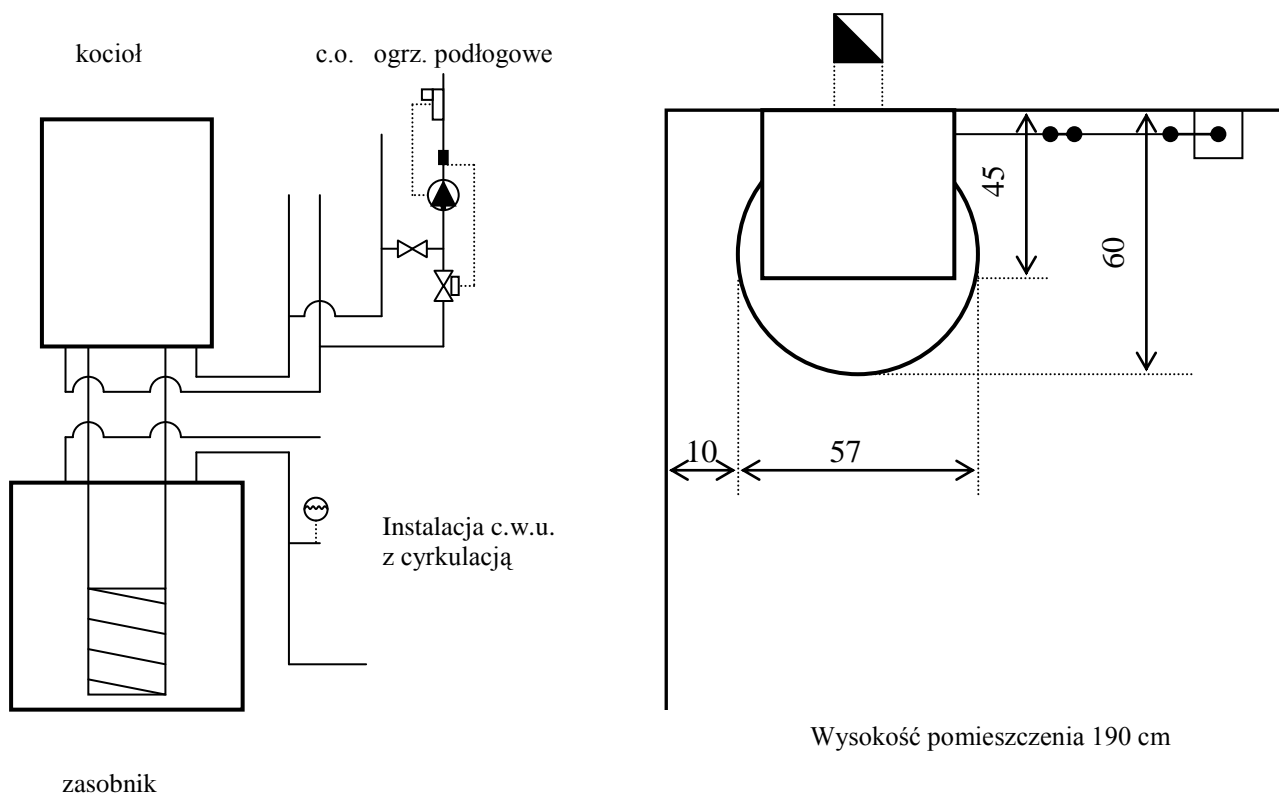 kocioł
c.o. ogrz. podłogowe
Instalacja c.w.u.
z cyrkulacją
zasobnik
45
60
10
57
Wysokość pomieszczenia 190 cm